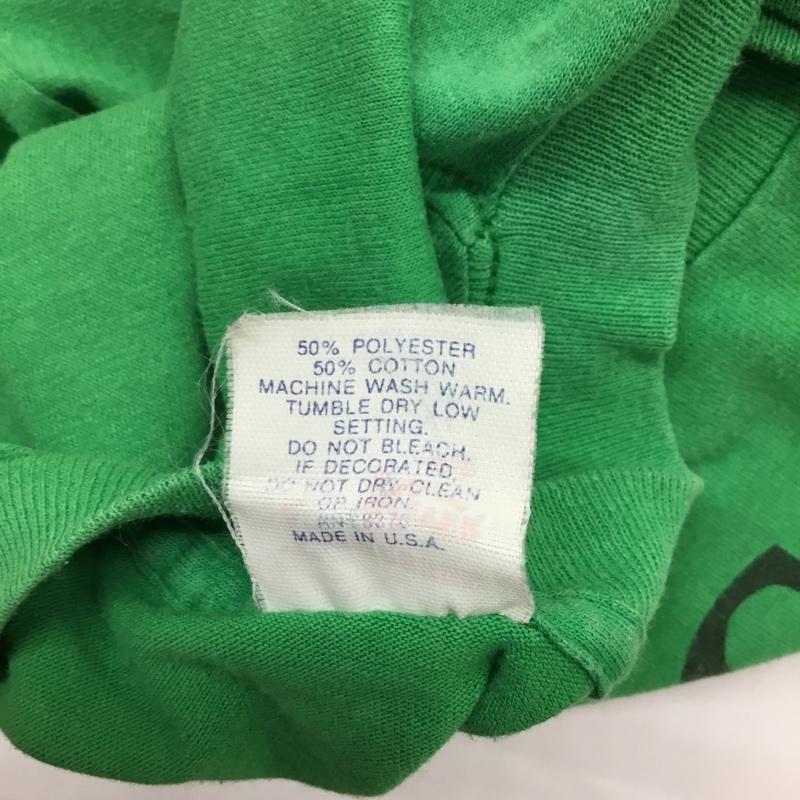 50% POLYESTER
50% COTTON
MACHINE WASH WARM.
TUMBLE DRY LOW
SETTING.
DO NOT BLEACH.
IF DECORATED,
DO NOT DRY CLEAN
OR IRON.
MADE IN U.S.A.